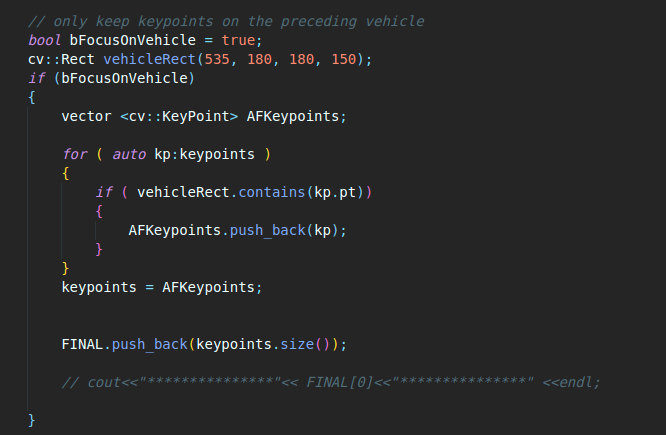 // only keep keypoints on the preceding vehicle
bool bFocusOnVehicle = true;
cv::Rect vehicleRect(535, 180, 180, 150);
if (bFocusOnVehicle)
{
    vector <cv::KeyPoint> AFKeypoints;
    for ( auto kp:keypoints )
    {
        if ( vehicleRect.contains(kp.pt))
        {
            AFKeypoints.push_back(kp);
        }
    }
    keypoints = AFKeypoints;
    FINAL.push_back(keypoints.size());
    // cout<<"***************"<< FINAL[0]<<"***************" <<endl;
}